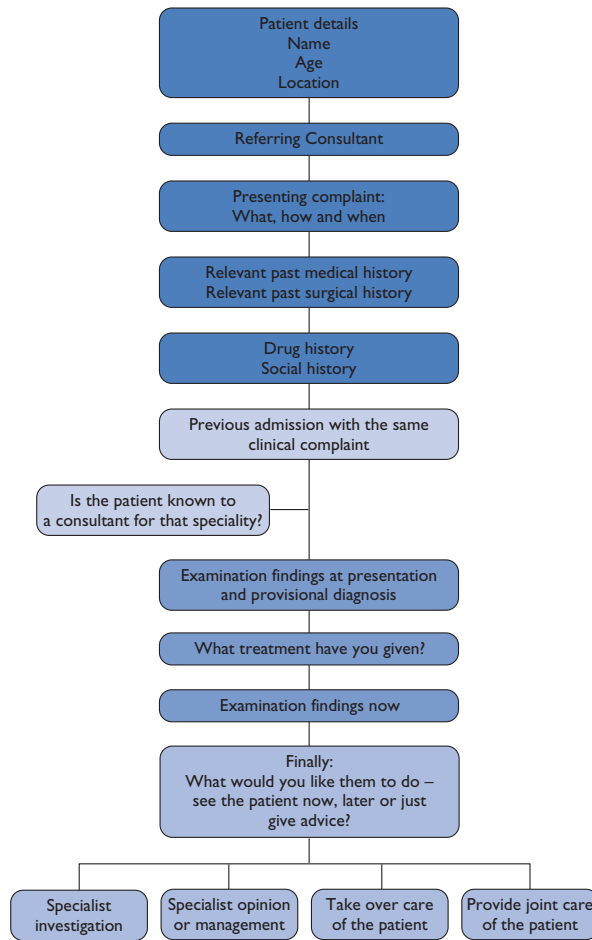 Patient details
Name
Age
Location
Referring Consultant
Presenting complaint:
What, how and when
Relevant past medical history
Relevant past surgical history
Drug history
Social history
Previous admission with the same
clinical complaint
Is the patient known to
a consultant for that speciality?
Examination findings at presentation
and provisional diagnosis
What treatment have you given?
Examination findings now
Finally:
What would you like them to do –
see the patient now, later or just
give advice?
Specialist
investigation
Specialist opinion
or management
Take over care
of the patient
Provide joint care
of the patient